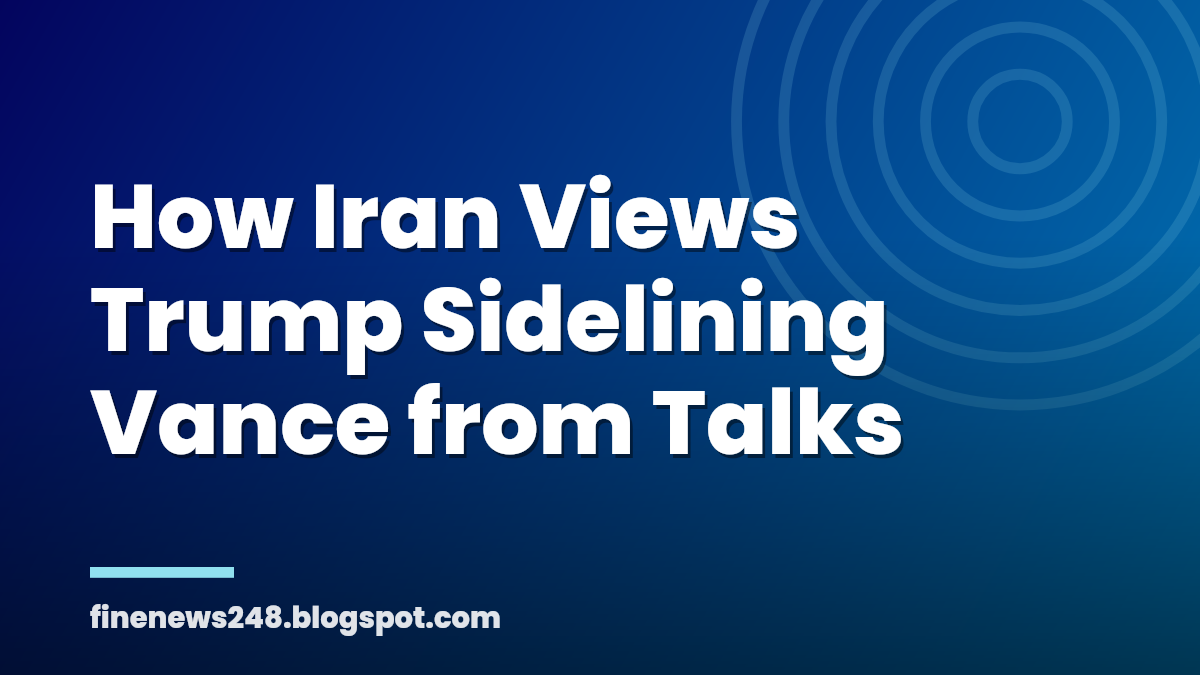 How Iran Views
Trump Sidelining
Vance from Talks
finenews248.blogspot.com